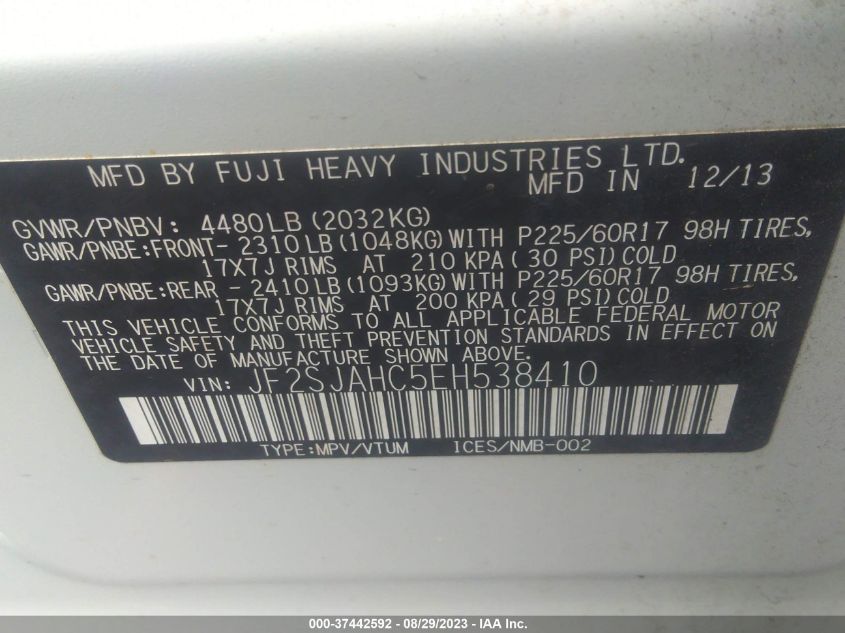 MFD BY FUJI HEAVY INDUSTRIES LTD.
MFD IN 12/13
GVWR/PNBV: 4480LB (2032KG)
GAWR/PNBE:FRONT- 2310LB (1048KG) WITH P225/60R17 98H TIRES,
17X7J RIMS AT 210 KPA ( 30 PSI) COLD
GAWR/PNBE:REAR - 2410LB (1093KG) WITH P225/60R17 98H TIRES,
17X7J RIMS AT 200 KPA ( 29 PSI) COLD
THIS VEHICLE CONFORMS TO ALL APPLICABLE FEDERAL MOTOR
VEHICLE SAFETY AND THEFT PREVENTION STANDARDS IN EFFECT ON
THE DATE OF MANUFACTURE SHOWN ABOVE.
VIN: JF2SJAHC5EH538410
TYPE:MPV/VTUM ICES/NMB-002
000-37442592 - 08/29/2023 - IAA Inc.